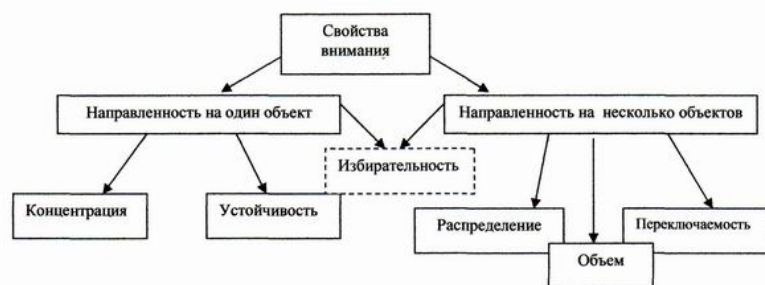 Свойства
внимания
Направленность на один объект
Направленность на  несколько объектов
Избирательность
Концентрация
Устойчивость
Распределение
Переключаемость
Объем